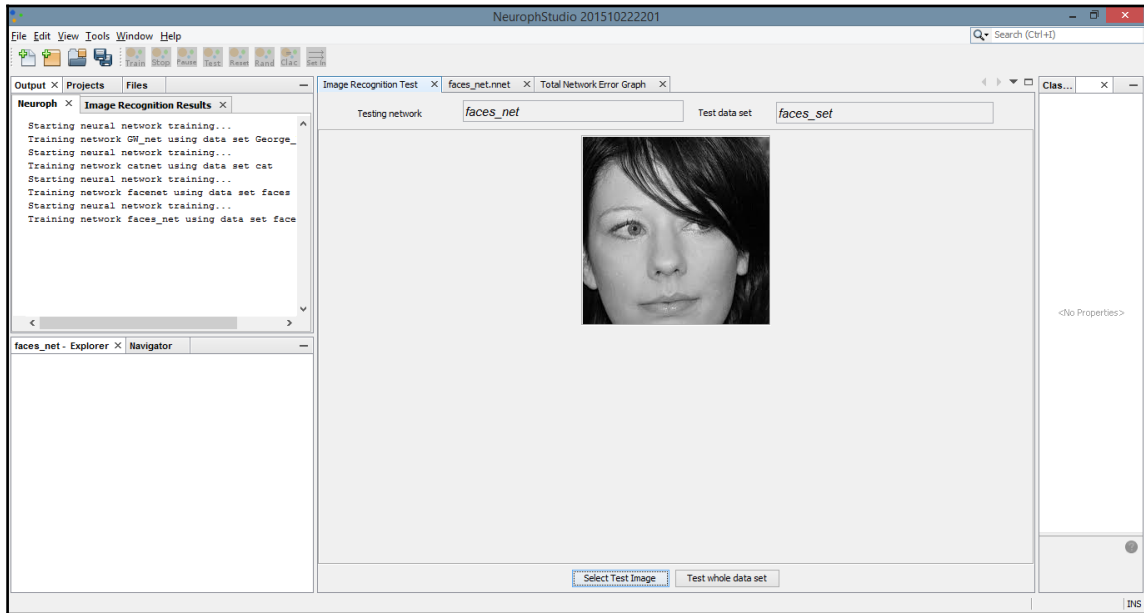 NeurophStudio 201510222201
File Edit View Tools Window Help
Search (Ctrl+I)
Train Stop Pause Test Reset Rand Clac Set In
Output Projects Files
Neuroph Image Recognition Results
Starting neural network training...
Training network GW_net using data set George_
Starting neural network training...
Training network catnet using data set cat
Starting neural network training...
Training network facenet using data set faces
Starting neural network training...
Training network faces_net using data set face
faces_net - Explorer Navigator
Image Recognition Test faces_net.nnet Total Network Error Graph
Testing network faces_net Test data set faces_set
Select Test Image Test whole data set
Clas...
<No Properties>
INS